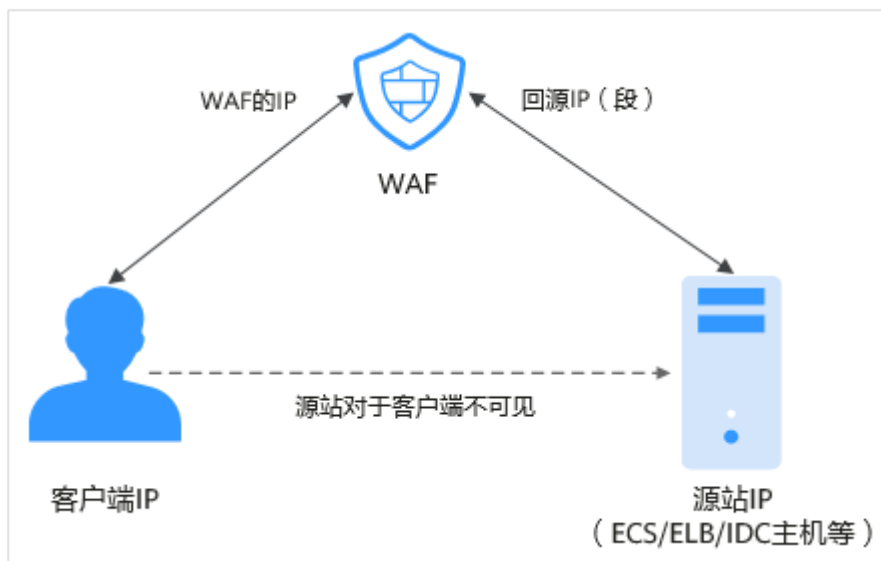 WAF的IP
回源IP（段）
WAF
源站对于客户端不可见
客户端IP
源站IP
（ECS/ELB/IDC主机等）